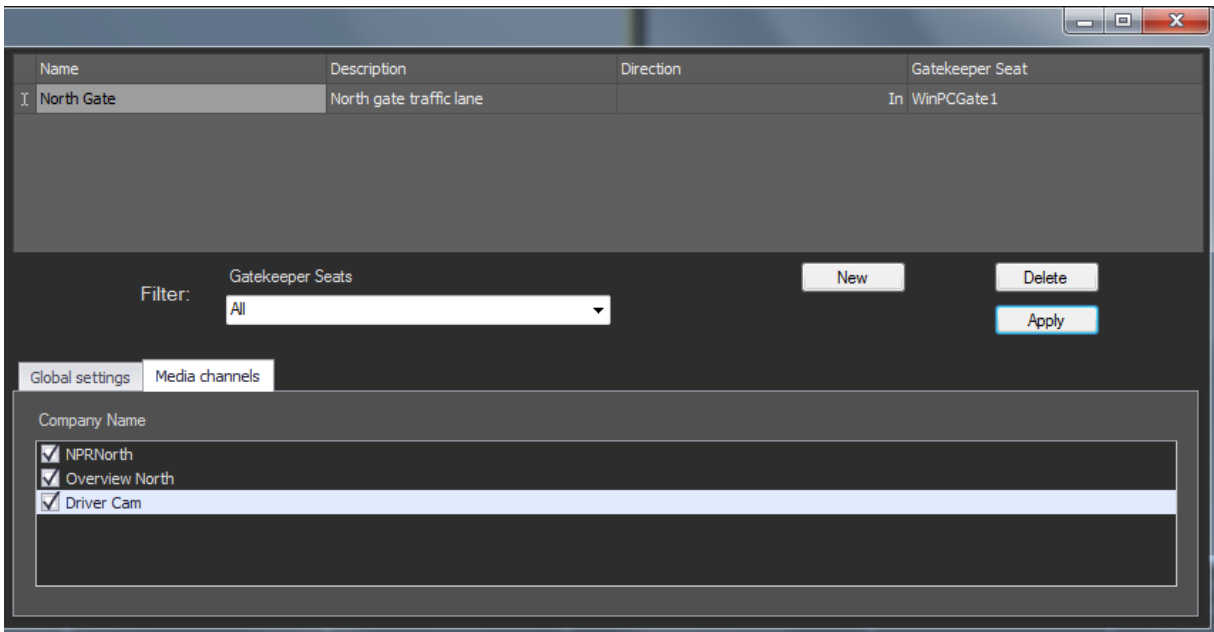 Name Description Direction Gatekeeper Seat
North Gate North gate traffic lane In WinPCGate1
Gatekeeper Seats
New Delete
Filter:
All
Apply
Global settings Media channels
Company Name
NPRNorth
Overview North
Driver Cam